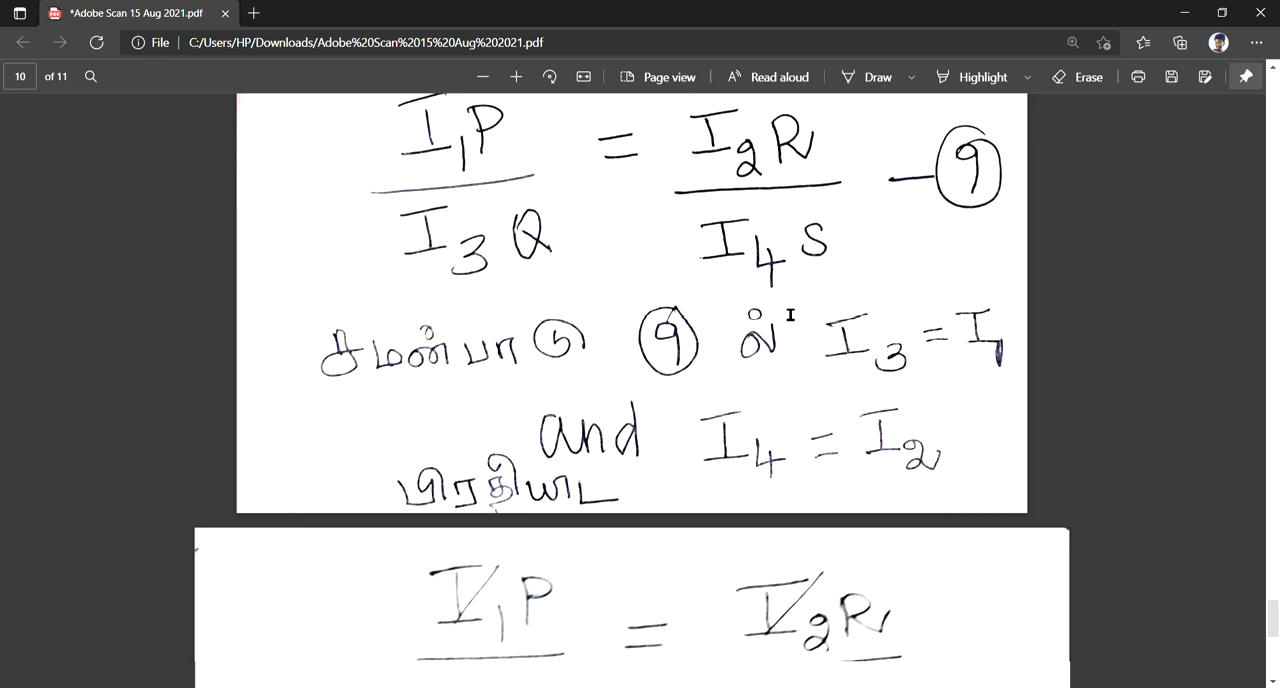 *Adobe Scan 15 Aug 2021.pdf
File C:/Users/HP/Downloads/Adobe%20Scan%2015%20Aug%202021.pdf
10 of 11 Page view Read aloud Draw Highlight Erase
I₁P = I₂R — ⑨
I₃Q I₄S
சமன்பாடு ⑨ ல் I₃ = I₁
and I₄ = I₂
பிரதியிட
I₁P = I₂R